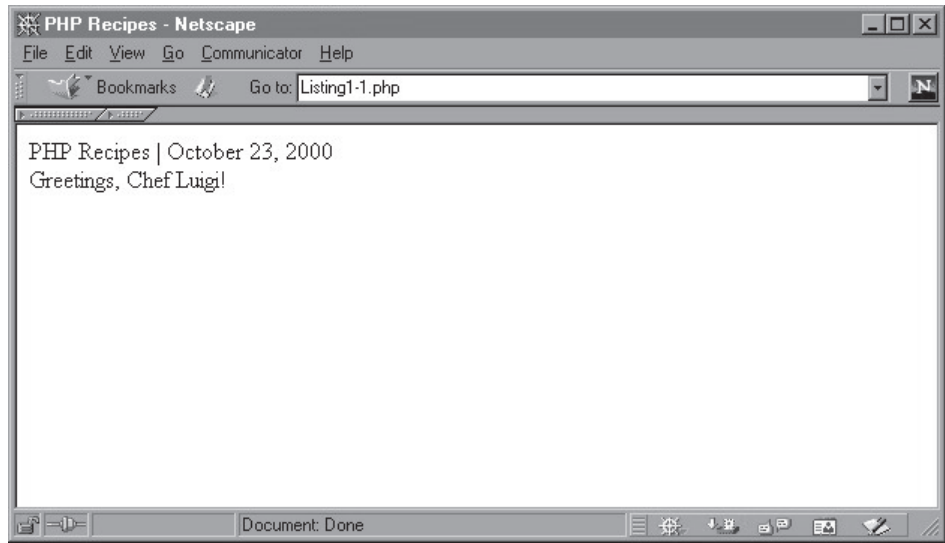 PHP Recipes - Netscape
File Edit View Go Communicator Help
Bookmarks Go to: Listing1-1.php N
PHP Recipes | October 23, 2000
Greetings, Chef Luigi!
Document: Done